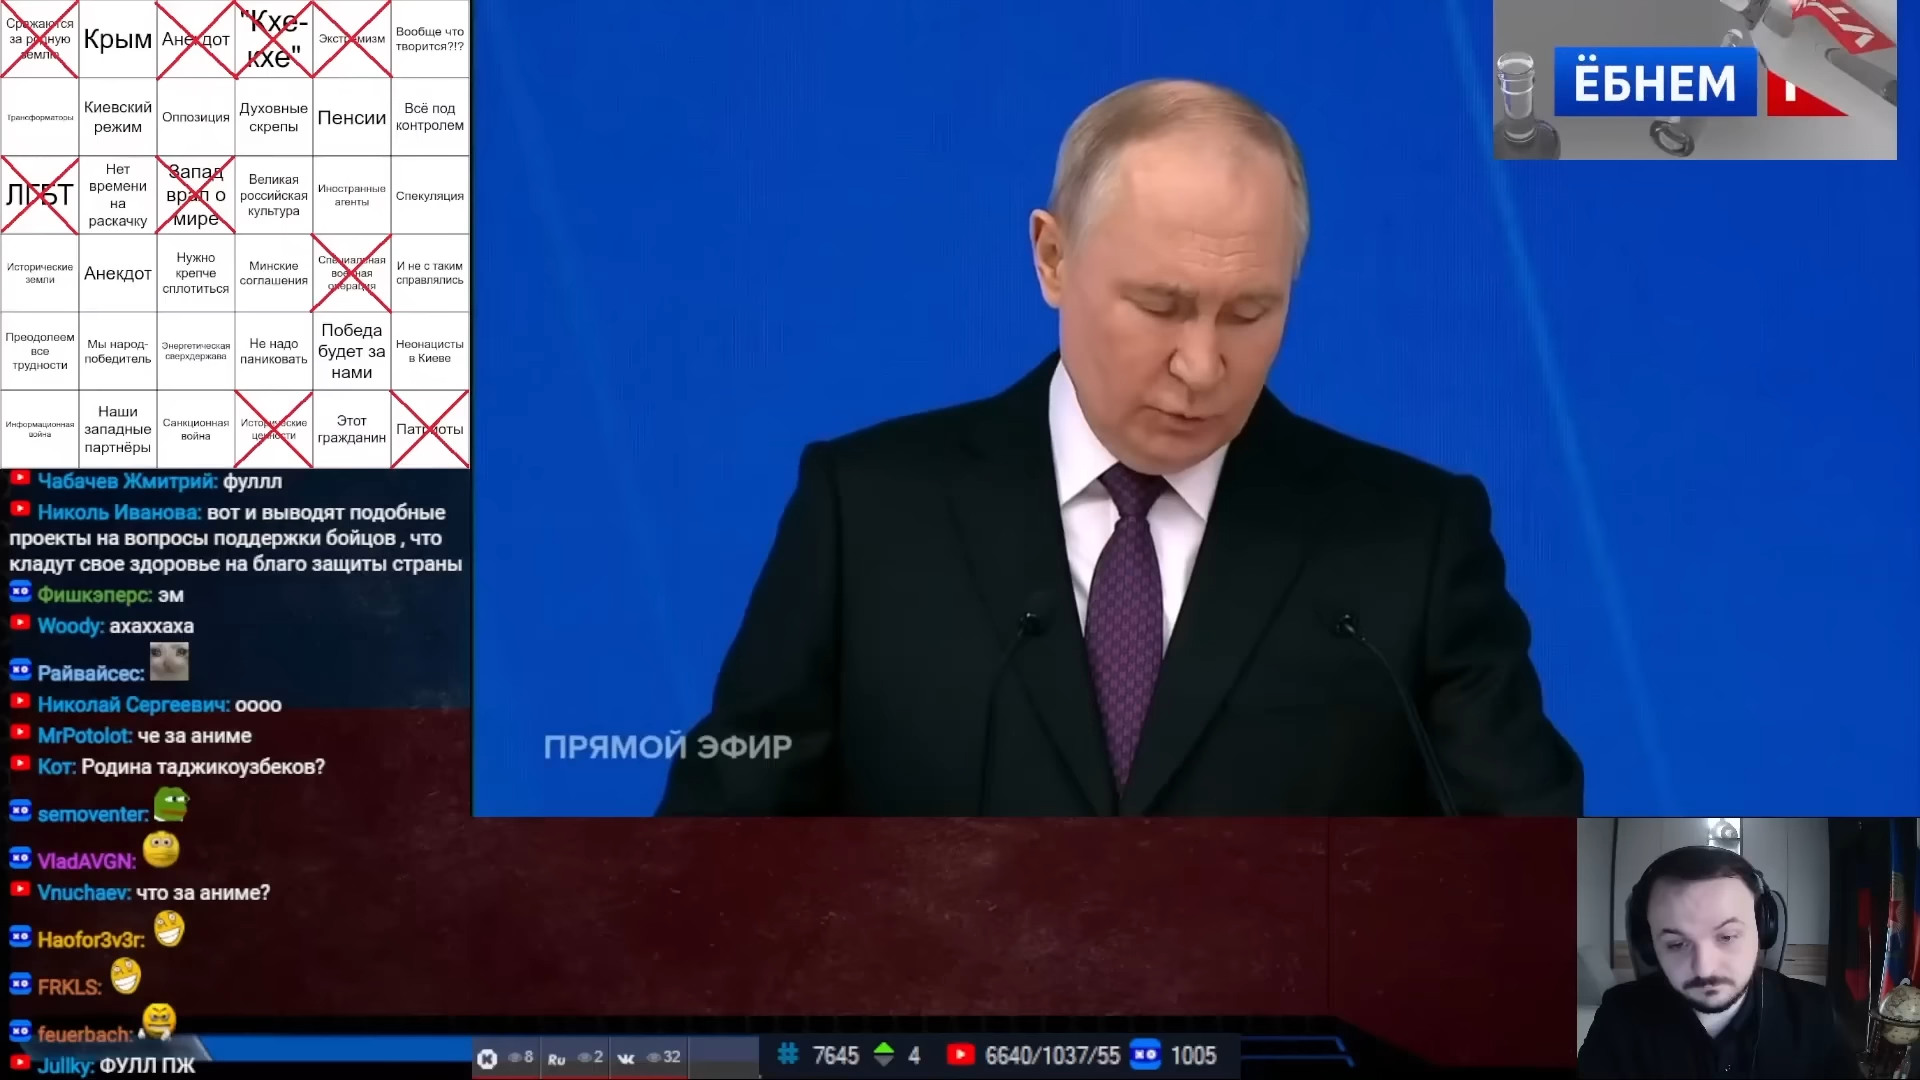 Сражаются
за родную
землю
Крым
Анекдот
"Кхе-
кхе"
Экстремизм
Вообще что
творится?!?
Трансформаторы
Киевский
режим
Оппозиция
Духовные
скрепы
Пенсии
Всё под
контролем
ЛГБТ
Нет
времени
на
раскачку
Запад
врал о
мире
Великая
российская
культура
Иностранные
агенты
Спекуляция
Исторические
земли
Анекдот
Нужно
крепче
сплотиться
Минские
соглашения
Специальная
военная
операция
И не с таким
справлялись
Преодолеем
все
трудности
Мы народ-
победитель
Энергетическая
сверхдержава
Не надо
паниковать
Победа
будет за
нами
Неонацисты
в Киеве
Информационная
война
Наши
западные
партнёры
Санкционная
война
Исторические
ценности
Этот
гражданин
Патриоты
ЁБНЕМ
ПРЯМОЙ ЭФИР
Чабачев Жмитрий: фуллл
Николь Иванова: вот и выводят подобные
проекты на вопросы поддержки бойцов , что
кладут свое здоровье на благо защиты страны
Фишкэперс: эм
Woody: ахаххаха
Райвайсес:
Николай Сергеевич: оооо
MrPotolot: че за аниме
Кот: Родина таджикоузбеков?
semoventer:
VladAVGN:
Vnuchaev: что за аниме?
Haofor3v3r:
FRKLS:
feuerbach:
Jullky: ФУЛЛ ПЖ
8 Ru 2 32 # 7645 4 6640/1037/55 1005